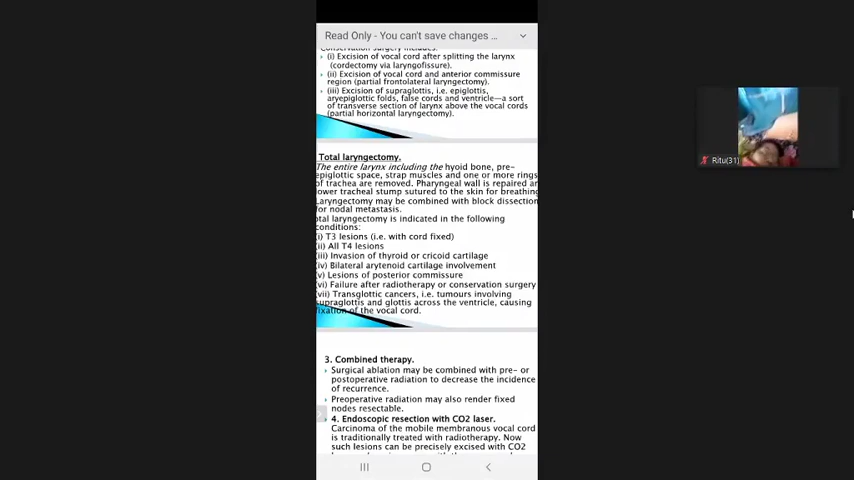 Read Only - You can't save changes ...
Conservation surgery includes:
(i) Excision of vocal cord after splitting the larynx
(cordectomy via laryngofissure).
(ii) Excision of vocal cord and anterior commissure
region (partial frontolateral laryngectomy).
(iii) Excision of supraglottis, i.e. epiglottis,
aryepiglottic folds, false cords and ventricle—a sort
of transverse section of larynx above the vocal cords
(partial horizontal laryngectomy).
Total laryngectomy.
The entire larynx including the hyoid bone, pre-
epiglottic space, strap muscles and one or more rings
of trachea are removed. Pharyngeal wall is repaired an
lower tracheal stump sutured to the skin for breathing
Laryngectomy may be combined with block dissection
for nodal metastasis.
otal laryngectomy is indicated in the following
conditions:
(i) T3 lesions (i.e. with cord fixed)
(ii) All T4 lesions
(iii) Invasion of thyroid or cricoid cartilage
(iv) Bilateral arytenoid cartilage involvement
(v) Lesions of posterior commissure
(vi) Failure after radiotherapy or conservation surgery
(vii) Transglottic cancers, i.e. tumours involving
supraglottis and glottis across the ventricle, causing
fixation of the vocal cord.
3. Combined therapy.
Surgical ablation may be combined with pre- or
postoperative radiation to decrease the incidence
of recurrence.
Preoperative radiation may also render fixed
nodes resectable.
4. Endoscopic resection with CO2 laser.
Carcinoma of the mobile membranous vocal cord
is traditionally treated with radiotherapy. Now
such lesions can be precisely excised with CO2
Ritu(31)